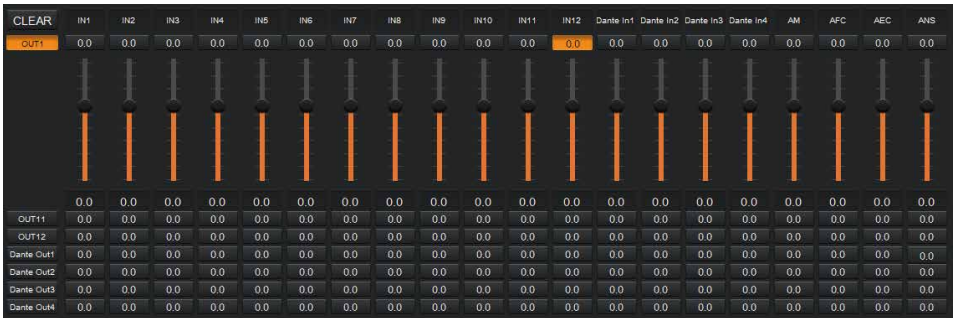 CLEAR IN1 IN2 IN3 IN4 IN5 IN6 IN7 IN8 IN9 IN10 IN11 IN12 Dante In1 Dante In2 Dante In3 Dante In4 AM AFC AEC ANS
OUT1 0.0 0.0 0.0 0.0 0.0 0.0 0.0 0.0 0.0 0.0 0.0 0.0 0.0 0.0 0.0 0.0 0.0 0.0 0.0 0.0
0.0 0.0 0.0 0.0 0.0 0.0 0.0 0.0 0.0 0.0 0.0 0.0 0.0 0.0 0.0 0.0 0.0 0.0 0.0 0.0
OUT11 0.0 0.0 0.0 0.0 0.0 0.0 0.0 0.0 0.0 0.0 0.0 0.0 0.0 0.0 0.0 0.0 0.0 0.0 0.0 0.0
OUT12 0.0 0.0 0.0 0.0 0.0 0.0 0.0 0.0 0.0 0.0 0.0 0.0 0.0 0.0 0.0 0.0 0.0 0.0 0.0 0.0
Dante Out1 0.0 0.0 0.0 0.0 0.0 0.0 0.0 0.0 0.0 0.0 0.0 0.0 0.0 0.0 0.0 0.0 0.0 0.0 0.0 0.0
Dante Out2 0.0 0.0 0.0 0.0 0.0 0.0 0.0 0.0 0.0 0.0 0.0 0.0 0.0 0.0 0.0 0.0 0.0 0.0 0.0 0.0
Dante Out3 0.0 0.0 0.0 0.0 0.0 0.0 0.0 0.0 0.0 0.0 0.0 0.0 0.0 0.0 0.0 0.0 0.0 0.0 0.0 0.0
Dante Out4 0.0 0.0 0.0 0.0 0.0 0.0 0.0 0.0 0.0 0.0 0.0 0.0 0.0 0.0 0.0 0.0 0.0 0.0 0.0 0.0